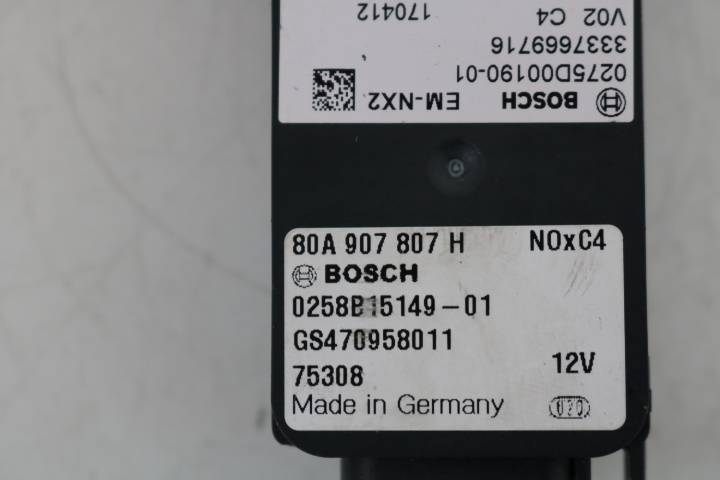 BOSCH EM-NX2
0275D00190-01
3337669716
V02 C4
170412
80A 907 807 H NOxC4
BOSCH
0258B15149-01
GS470958011
75308 12V
Made in Germany